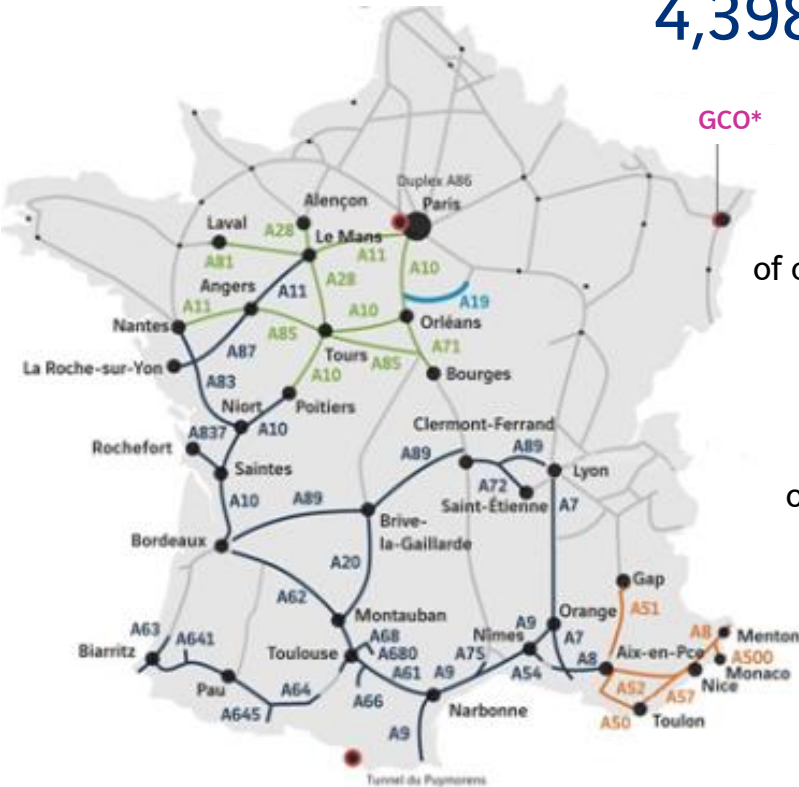 4,398
GCO*
Duplex A86
Paris
Alençon
Laval
A28
Le Mans
A81
A11
A10
of
Angers
A11
A28
A19
A11
A10
Nantes
A85
Orléans
A87
Tours
A85
A71
La Roche-sur-Yon
A10
Bourges
A83
Niort
Poitiers
A837
A10
Clermont-Ferrand
Rochefort
A89
A89
Saintes
Lyon
A72
A10
A89
Saint-Étienne
A7
Brive-
la-Gaillarde
Bordeaux
A20
Gap
A62
A51
Montauban
Orange
A63
A641
A68
A9
Nîmes
A7
A8
Menton
Biarritz
Toulouse
A680
A75
Aix-en-Pce
A500
A61
A9
A54
A8
Monaco
Pau
A64
A66
A52
A57
Nice
A645
Narbonne
A50
Toulon
A9
Tunnel du Puymorens